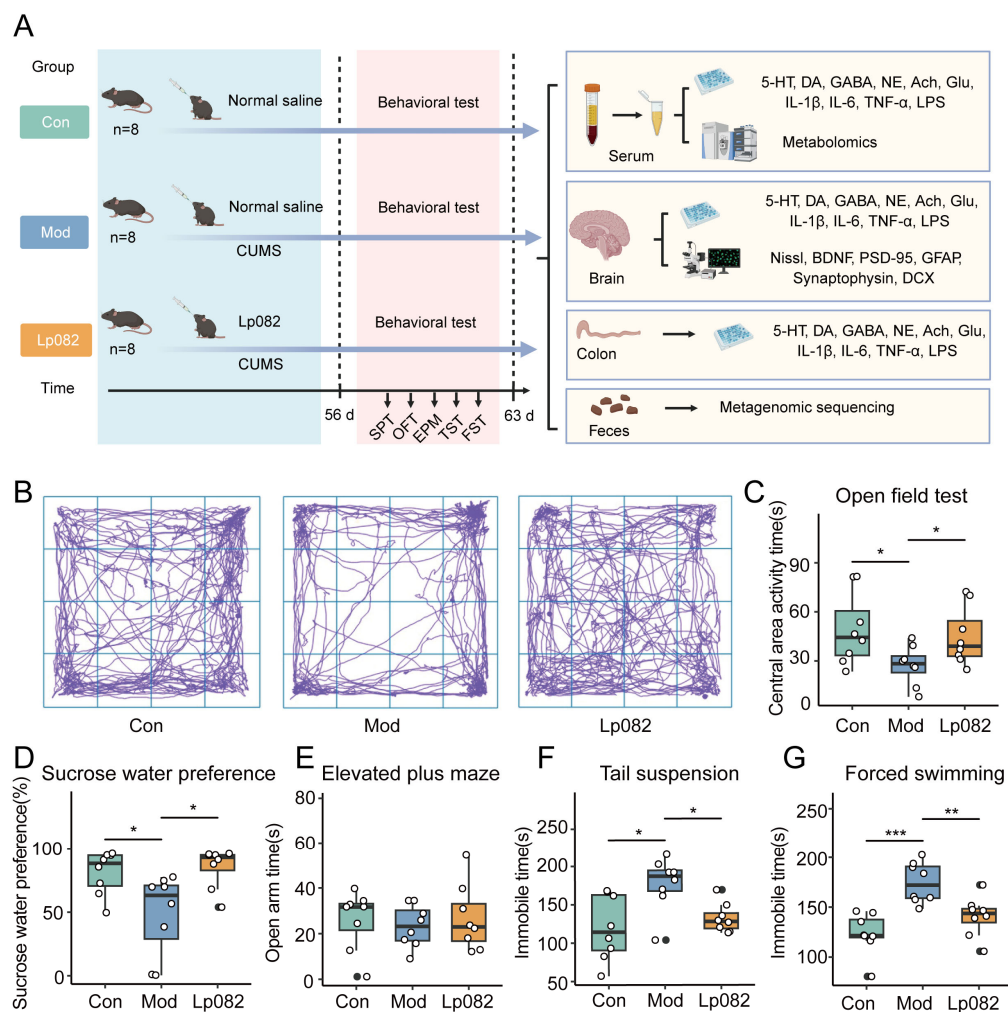 A
Group
Con
n=8
Normal saline
Behavioral test
Mod
n=8
Normal saline
CUMS
Behavioral test
Lp082
n=8
Lp082
CUMS
Behavioral test
Time
56 d
SPT
OFT
EPM
TST
FST
63 d
Serum
5-HT, DA, GABA, NE, Ach, Glu,
IL-1β, IL-6, TNF-α, LPS
Metabolomics
Brain
5-HT, DA, GABA, NE, Ach, Glu,
IL-1β, IL-6, TNF-α, LPS
Nissl, BDNF, PSD-95, GFAP,
Synaptophysin, DCX
Colon
5-HT, DA, GABA, NE, Ach, Glu,
IL-1β, IL-6, TNF-α, LPS
Feces
Metagenomic sequencing
B
Con
Mod
Lp082
C
Open field test
Central area activity time(s)
90
60
30
0
*
*
Con
Mod
Lp082
D
Sucrose water preference
Sucrose water preference(%)
100
50
0
*
*
Con
Mod
Lp082
E
Elevated plus maze
Open arm time(s)
80
60
40
20
0
Con
Mod
Lp082
F
Tail suspension
Immobile time(s)
250
200
150
100
50
*
*
Con
Mod
Lp082
G
Forced swimming
Immobile time(s)
250
200
150
100
***
**
Con
Mod
Lp082